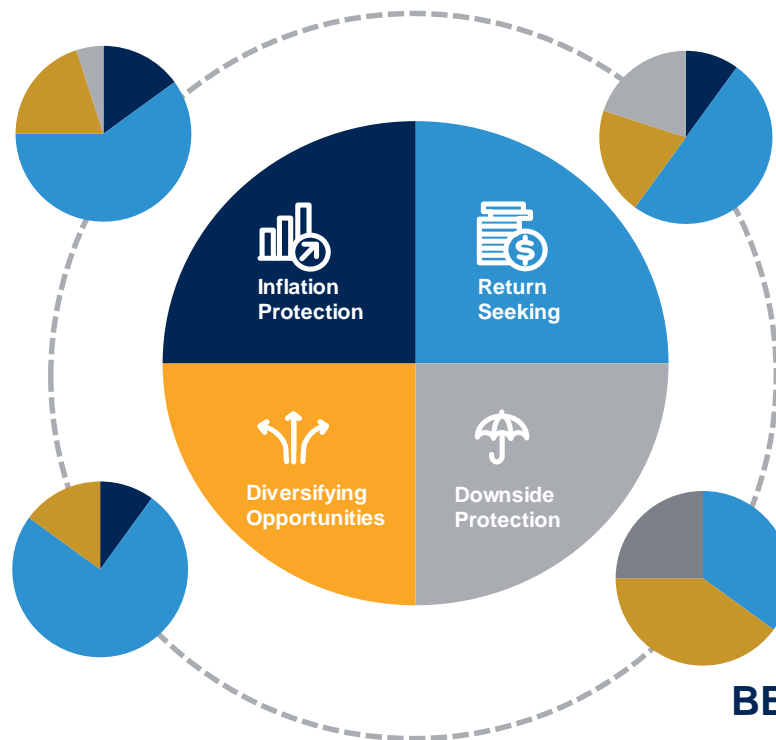 Inflation
Protection
Return
Seeking
Diversifying
Opportunities
Downside
Protection